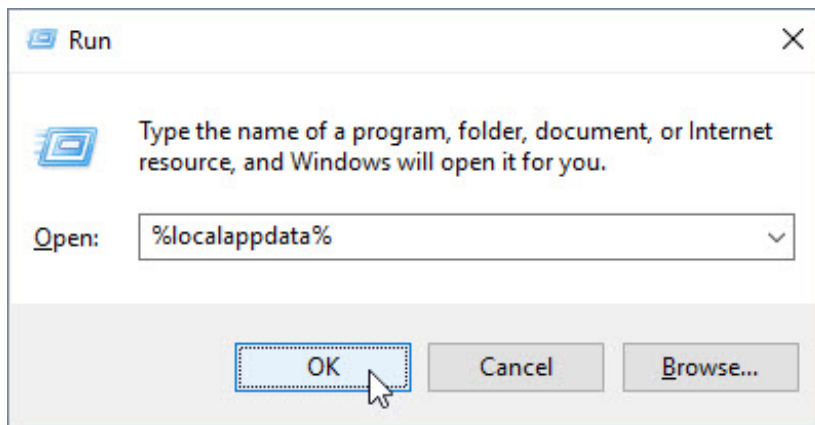 Run
Type the name of a program, folder, document, or Internet
resource, and Windows will open it for you.
Open: %localappdata%
OK Cancel Browse...